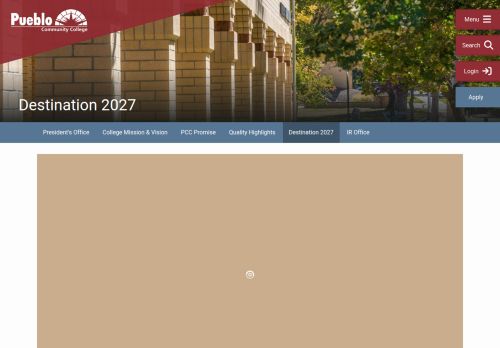 Pueblo
Community College
Menu
Search
Login
Apply
Destination 2027
President's Office
College Mission & Vision
PCC Promise
Quality Highlights
Destination 2027
IR Office